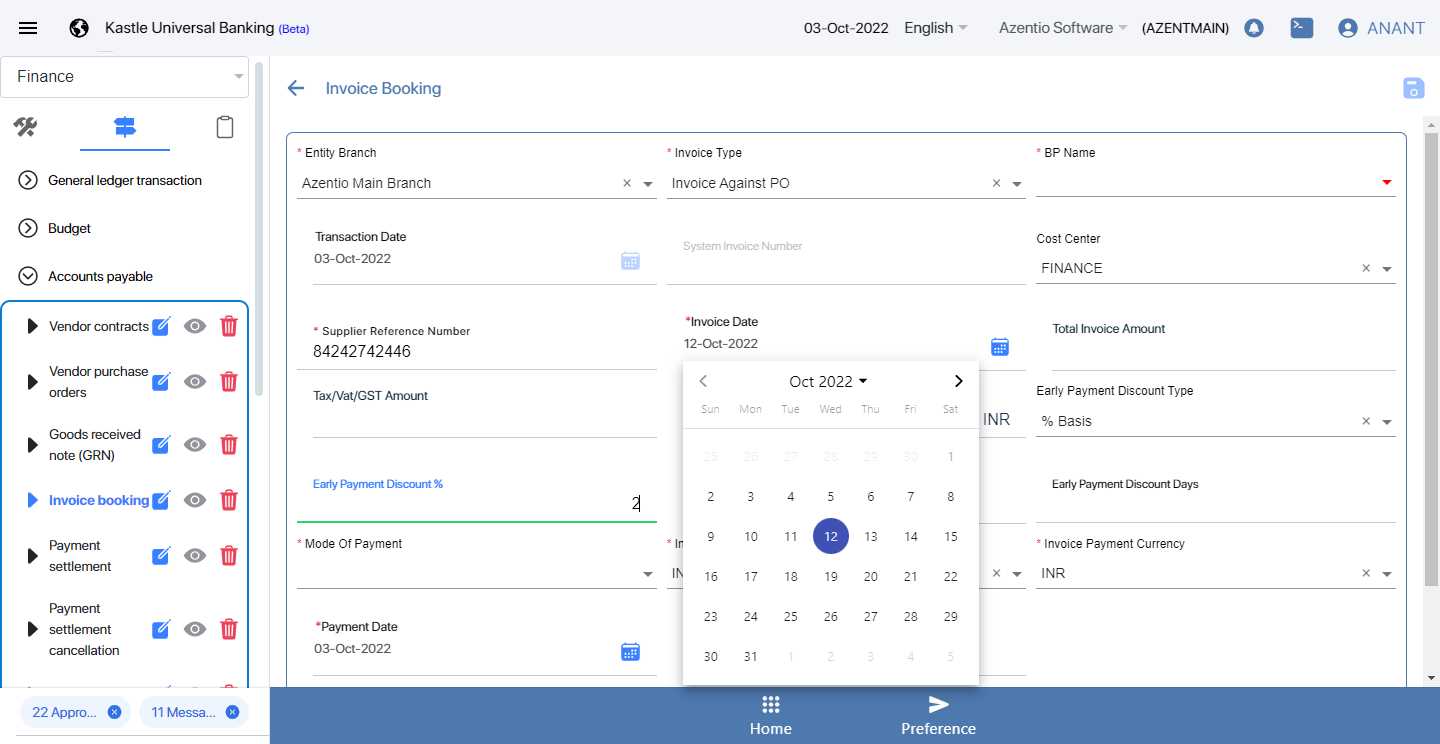 Kastle Universal Banking (Beta)
03-Oct-2022
English
Azentio Software
(AZENTMAIN)
>_
ANANT
Finance
General ledger transaction
Budget
Accounts payable
Vendor contracts
Vendor purchase
orders
Goods received
note (GRN)
Invoice booking
Payment
settlement
Payment
settlement
cancellation
22 Appro...
11 Messa...
Invoice Booking
* Entity Branch
Azentio Main Branch
* Invoice Type
Invoice Against PO
* BP Name
Transaction Date
03-Oct-2022
System Invoice Number
Cost Center
FINANCE
* Supplier Reference Number
84242742446
*Invoice Date
12-Oct-2022
Total Invoice Amount
Tax/Vat/GST Amount
INR
Early Payment Discount Type
% Basis
Early Payment Discount %
2
Early Payment Discount Days
* Mode Of Payment
* In
IN
* Invoice Payment Currency
INR
*Payment Date
03-Oct-2022
Oct 2022
Sun Mon Tue Wed Thu Fri Sat
25 26 27 28 29 30 1
2 3 4 5 6 7 8
9 10 11 12 13 14 15
16 17 18 19 20 21 22
23 24 25 26 27 28 29
30 31 1 2 3 4 5
Home
Preference